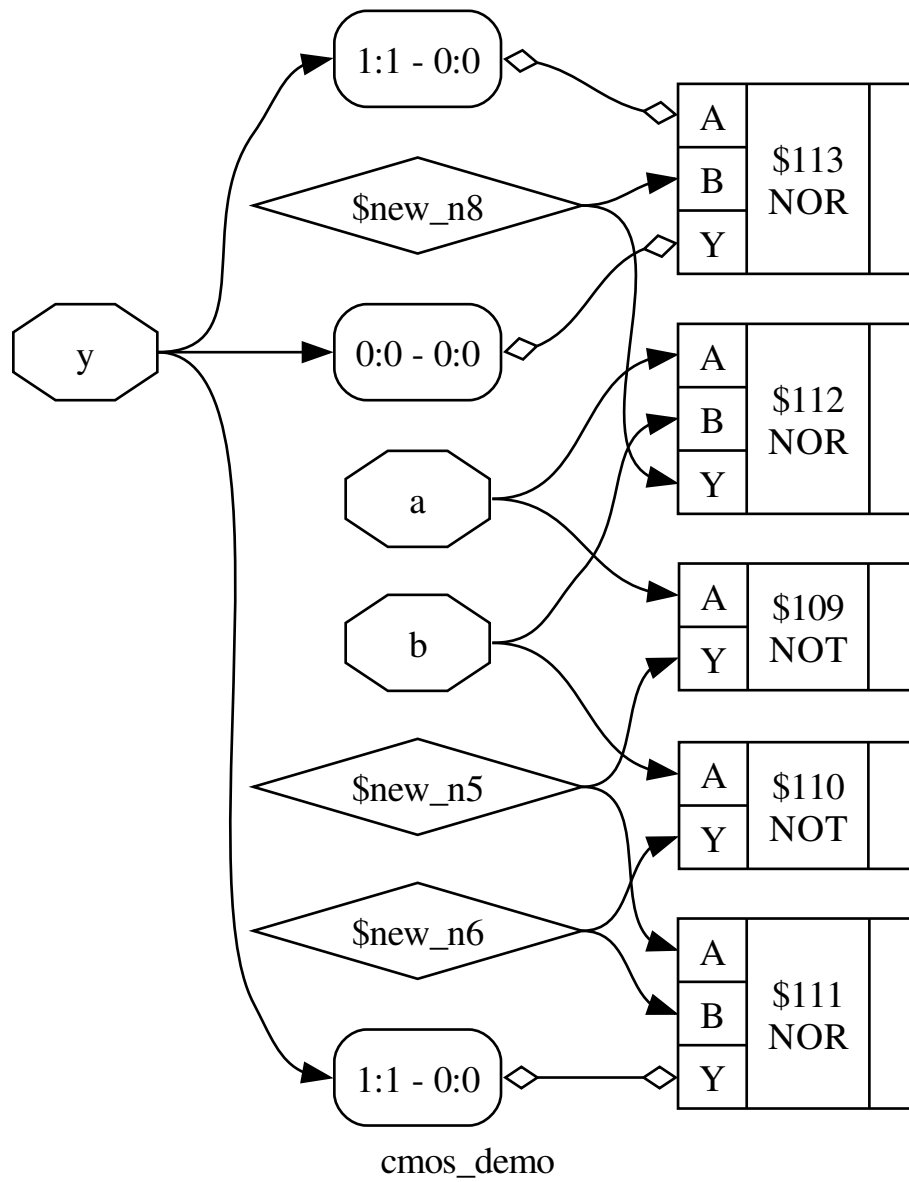 1:1 - 0:0
A
$113
NOR
B
Y
$new_n8
y
0:0 - 0:0
A
$112
NOR
B
Y
a
A
$109
NOT
Y
b
$new_n5
A
$110
NOT
Y
$new_n6
A
$111
NOR
B
Y
1:1 - 0:0
cmos_demo